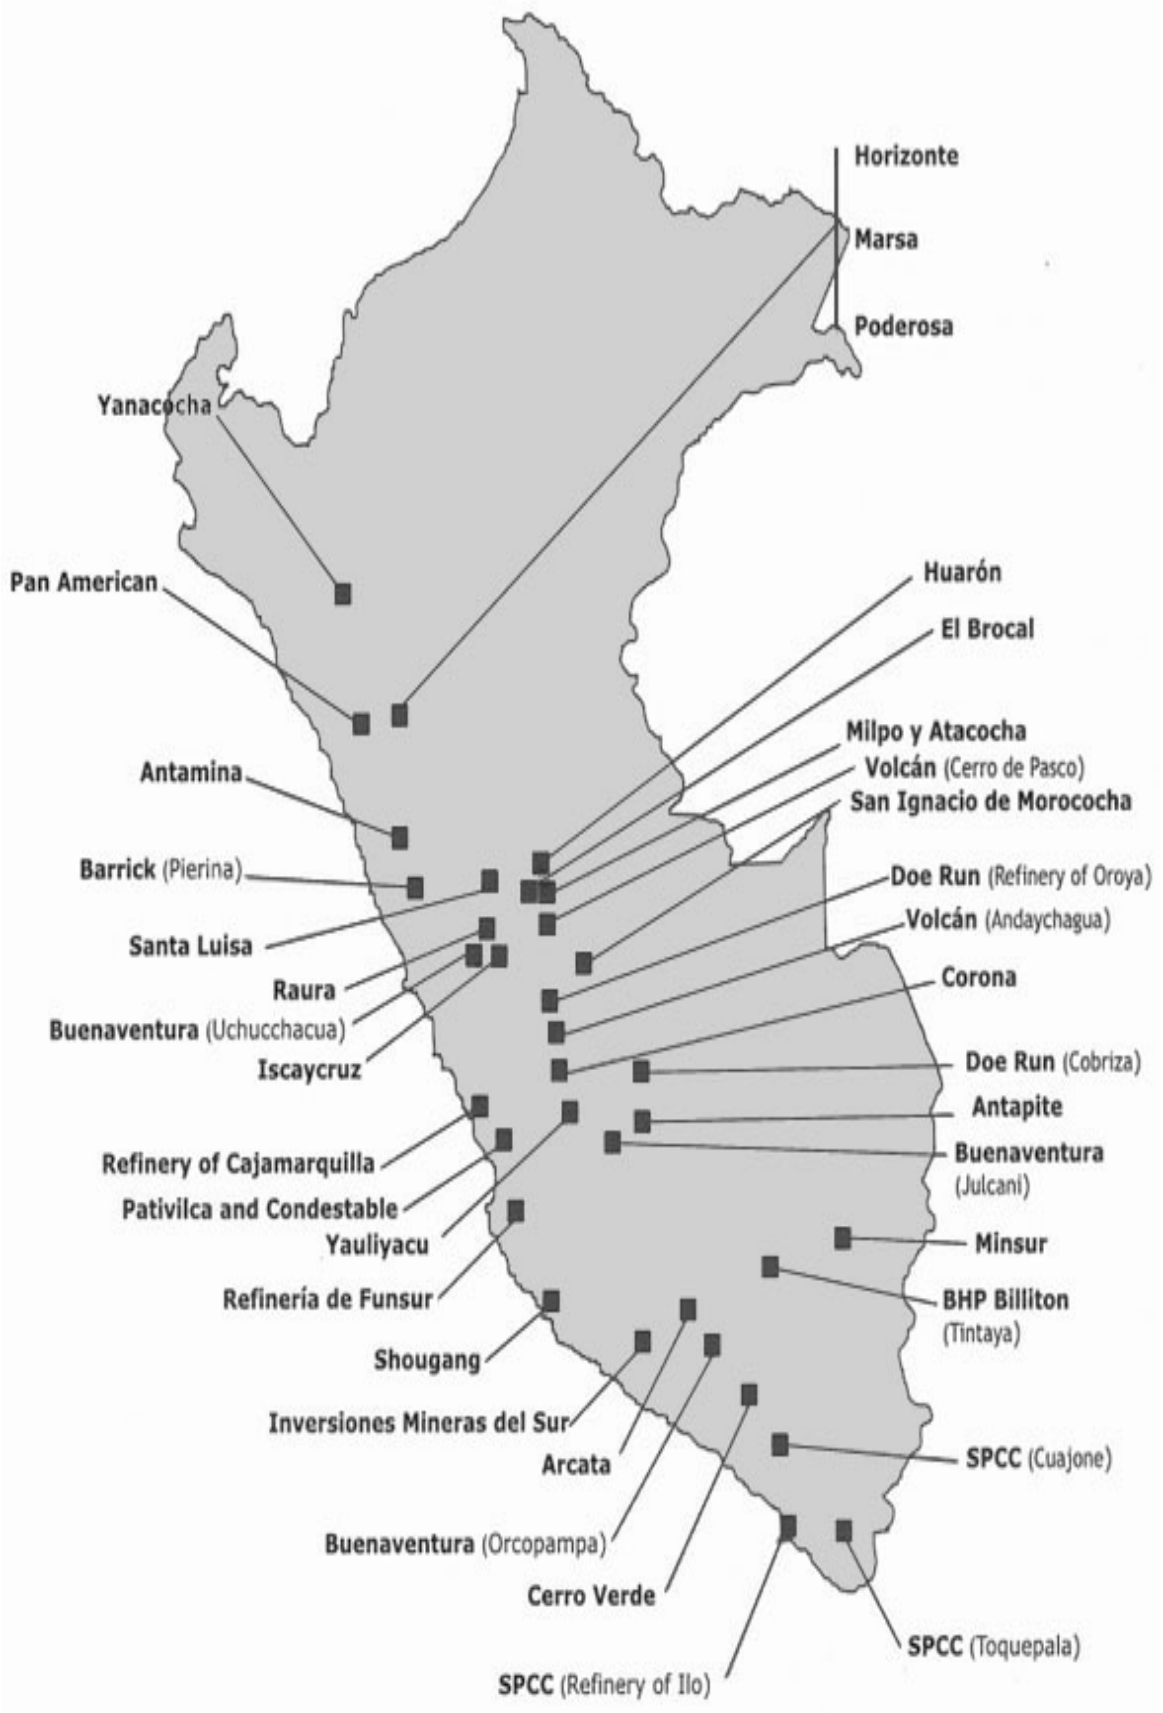 Horizonte
Marsa
Poderosa
Yanacocha
Pan American
Huarón
El Brocal
Milpo y Atacocha
Volcán (Cerro de Pasco)
San Ignacio de Morococha
Antamina
Barrick (Pierina)
Doe Run (Refinery of Oroya)
Volcán (Andaychagua)
Santa Luisa
Corona
Raura
Buenaventura (Uchucchacua)
Iscaycruz
Doe Run (Cobriza)
Antapite
Buenaventura
(Julcani)
Refinery of Cajamarquilla
Pativilca and Condestable
Yauliyacu
Minsur
Refinería de Funsur
BHP Billiton
(Tintaya)
Shougang
Inversiones Mineras del Sur
Arcata
SPCC (Cuajone)
Buenaventura (Orcopampa)
Cerro Verde
SPCC (Toquepala)
SPCC (Refinery of Ilo)